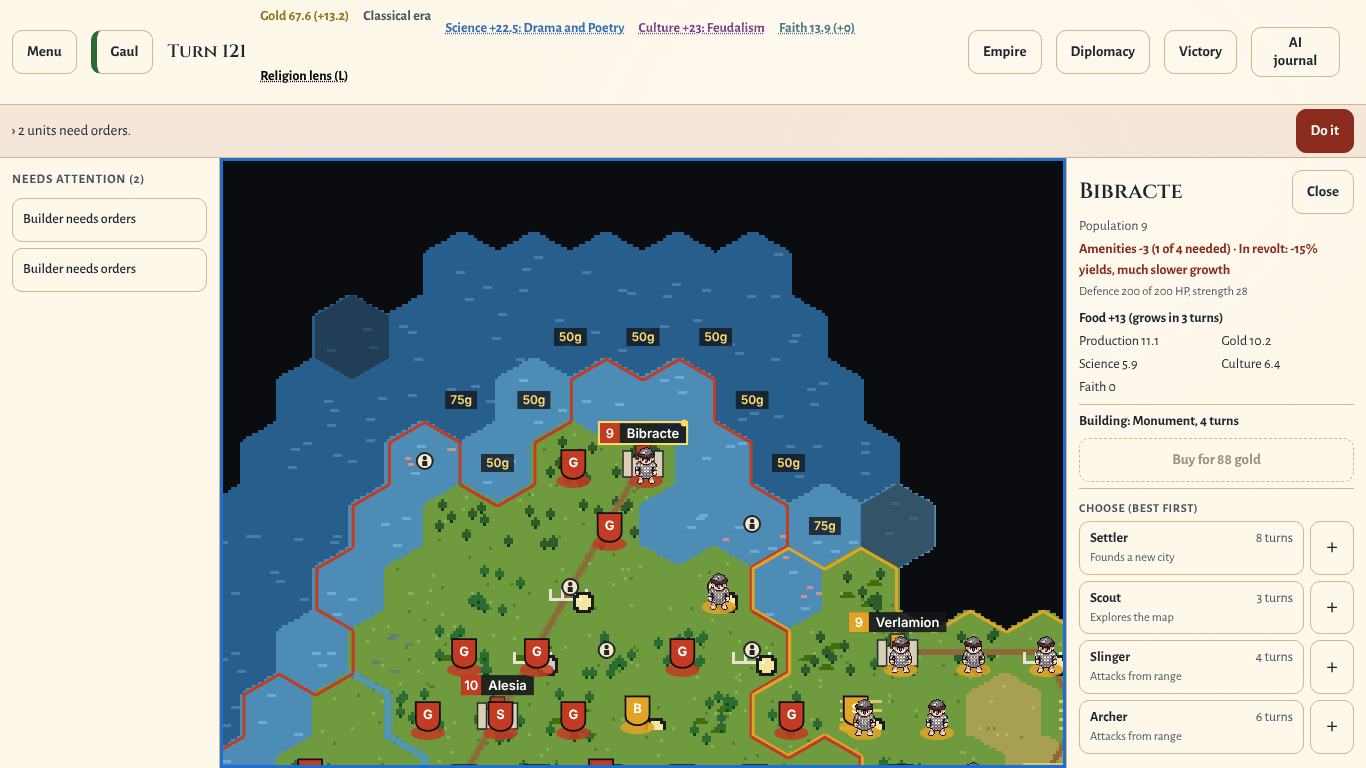 Menu
Gaul
Turn 121
Gold 67.6 (+13.2)
Classical era
Science +22.5: Drama and Poetry
Culture +23: Feudalism
Faith 13.9 (+0)
Religion lens (L)
Empire
Diplomacy
Victory
AI journal
› 2 units need orders.
Do it
NEEDS ATTENTION (2)
Builder needs orders
Builder needs orders
50g
50g
50g
75g
50g
50g
9 Bibracte
G
50g
50g
G
75g
9 Verlamion
G
G
G
10 Alesia
G
S
G
B
G
Bibracte
Close
Population 9
Amenities -3 (1 of 4 needed) · In revolt: -15%
yields, much slower growth
Defence 200 of 200 HP, strength 28
Food +13 (grows in 3 turns)
Production 11.1
Gold 10.2
Science 5.9
Culture 6.4
Faith 0
Building: Monument, 4 turns
Buy for 88 gold
CHOOSE (BEST FIRST)
Settler
8 turns
Founds a new city
+
Scout
3 turns
Explores the map
+
Slinger
4 turns
Attacks from range
+
Archer
6 turns
Attacks from range
+